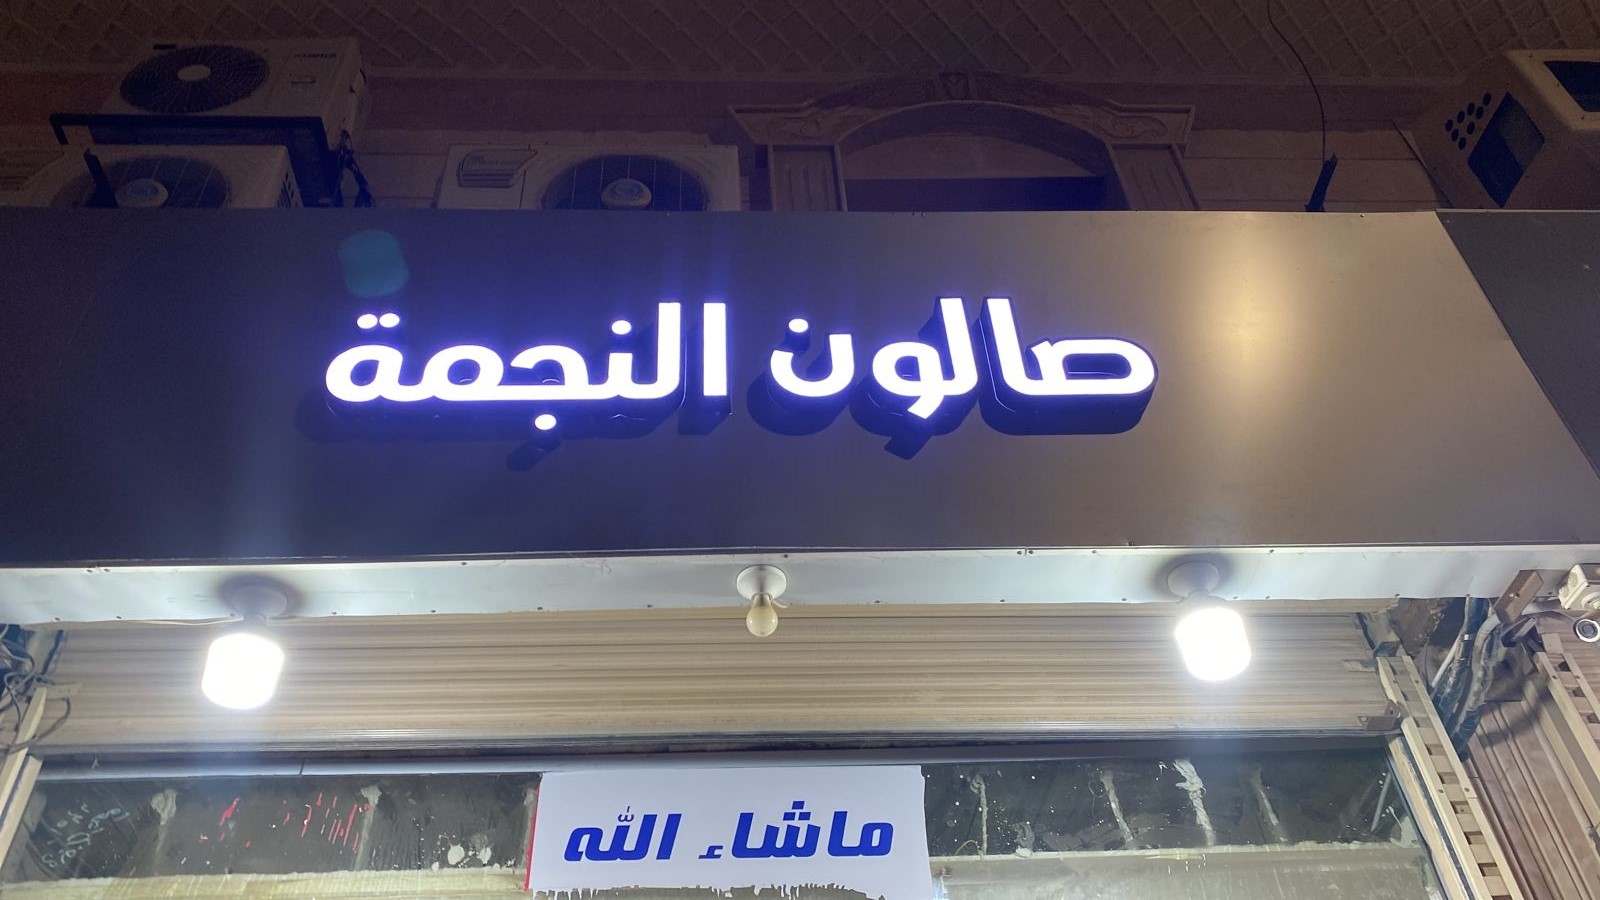 صالون النجمة
ماشاء الله